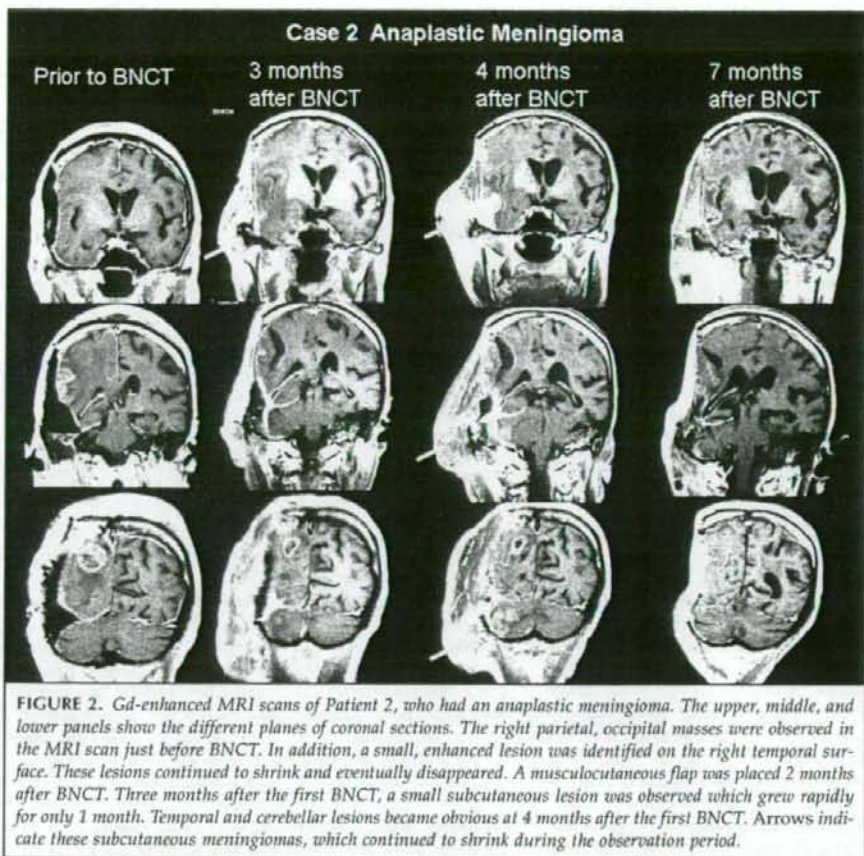 Case 2 Anaplastic Meningioma
Prior to BNCT
3 months
after BNCT
4 months
after BNCT
7 months
after BNCT
FIGURE 2. Gd-enhanced MRI scans of Patient 2, who had an anaplastic meningioma. The upper, middle, and
lower panels show the different planes of coronal sections. The right parietal, occipital masses were observed in
the MRI scan just before BNCT. In addition, a small, enhanced lesion was identified on the right temporal sur-
face. These lesions continued to shrink and eventually disappeared. A musculocutaneous flap was placed 2 months
after BNCT. Three months after the first BNCT, a small subcutaneous lesion was observed which grew rapidly
for only 1 month. Temporal and cerebellar lesions became obvious at 4 months after the first BNCT. Arrows indi-
cate these subcutaneous meningiomas, which continued to shrink during the observation period.